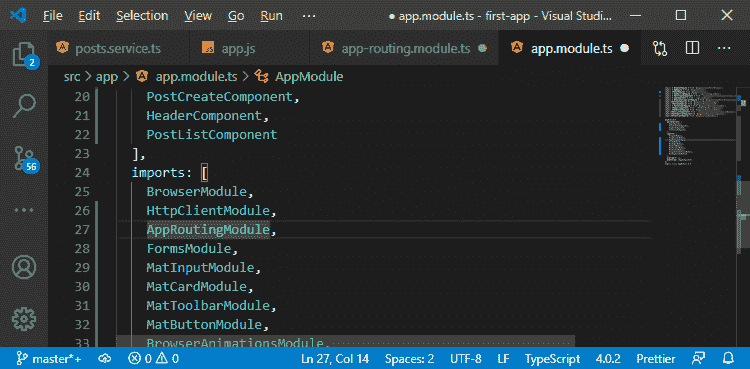 File Edit Selection View Go Run ··· ● app.module.ts - first-app - Visual Studi...
posts.service.ts app.js app-routing.module.ts app.module.ts ···
src > app > app.module.ts > AppModule
2
56
20 PostCreateComponent,
21 HeaderComponent,
22 PostListComponent
23 ],
24 imports: [
25 BrowserModule,
26 HttpClientModule,
27 AppRoutingModule,
28 FormsModule,
29 MatInputModule,
30 MatCardModule,
31 MatToolbarModule,
32 MatButtonModule,
33 BrowserAnimationsModule,
master*+ 0 0 Ln 27, Col 14 Spaces: 2 UTF-8 LF TypeScript 4.0.2 Prettier